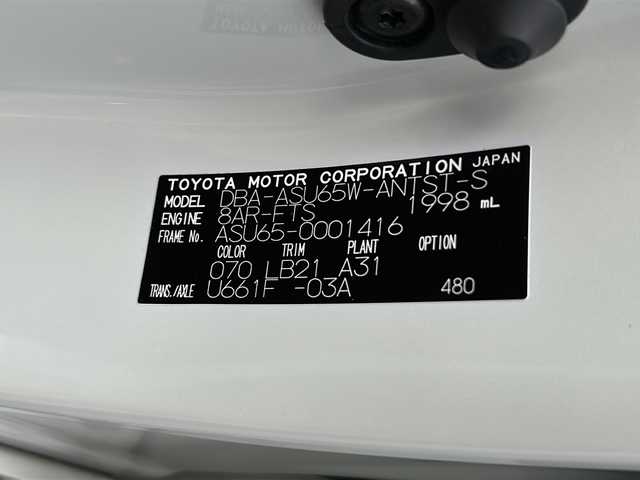 TOYOTA MOTOR CORPORATION JAPAN
MODEL DBA-ASU65W-ANTST-S
ENGINE 8AR-FTS 1998 mL
FRAME No. ASU65-0001416
COLOR TRIM PLANT OPTION
070 LB21 A31
TRANS./AXLE U661F -03A 480